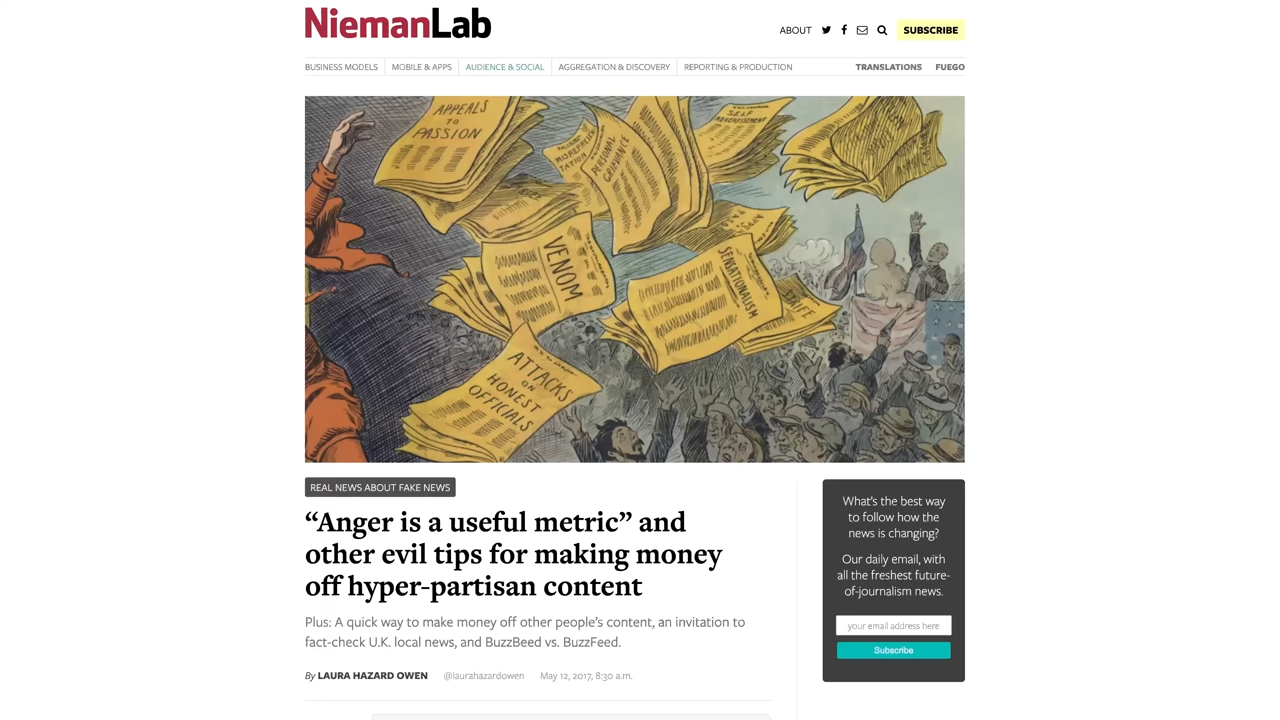 NiemanLab
ABOUT
SUBSCRIBE
BUSINESS MODELS
MOBILE & APPS
AUDIENCE & SOCIAL
AGGREGATION & DISCOVERY
REPORTING & PRODUCTION
TRANSLATIONS
FUEGO
APPEALS
TO
PASSION
PERSONAL
GRIEVANCE
SELF
ADVERTISEMENT
VENOM
SENSATIONALISM
ATTACKS
ON
HONEST
OFFICIALS
REAL NEWS ABOUT FAKE NEWS
“Anger is a useful metric” and
other evil tips for making money
off hyper-partisan content
Plus: A quick way to make money off other people’s content, an invitation to
fact-check U.K. local news, and BuzzBeed vs. BuzzFeed.
By LAURA HAZARD OWEN @laurahazardowen May 12, 2017, 8:30 a.m.
What’s the best way
to follow how the
news is changing?
Our daily email, with
all the freshest future-
of-journalism news.
your email address here
Subscribe